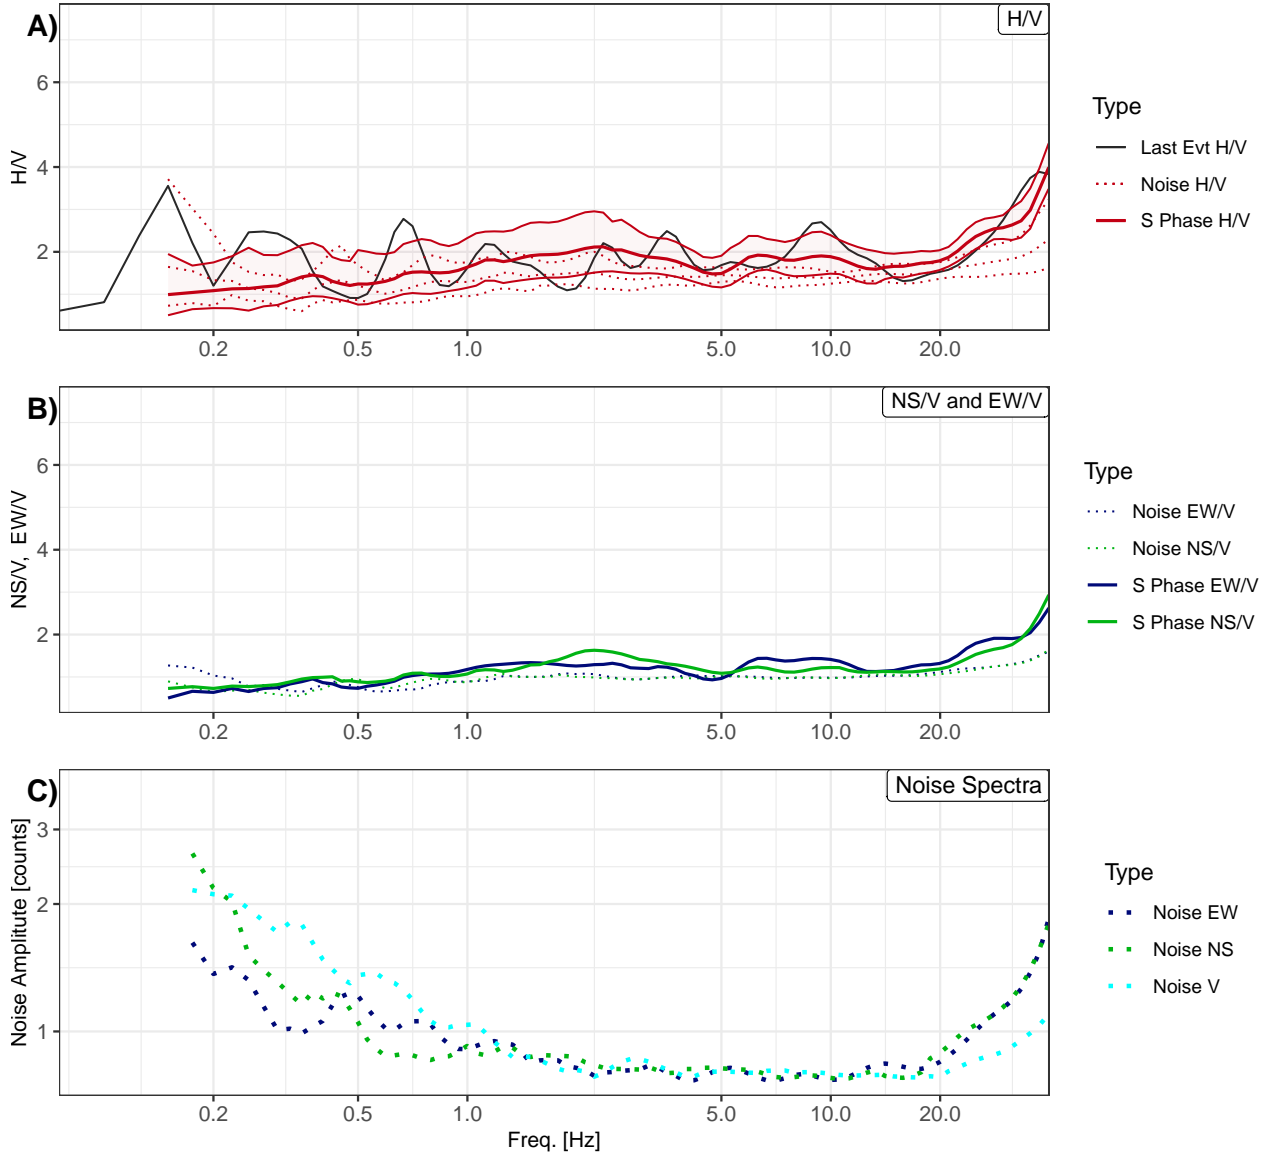 A)
H/V
H/V
6
4
2
0.2 0.5 1.0 5.0 10.0 20.0
Type
Last Evt H/V
Noise H/V
S Phase H/V
B)
NS/V and EW/V
NS/V, EW/V
6
4
2
0.2 0.5 1.0 5.0 10.0 20.0
Type
Noise EW/V
Noise NS/V
S Phase EW/V
S Phase NS/V
C)
Noise Spectra
Noise Amplitude [counts]
3
2
1
0.2 0.5 1.0 5.0 10.0 20.0
Freq. [Hz]
Type
Noise EW
Noise NS
Noise V